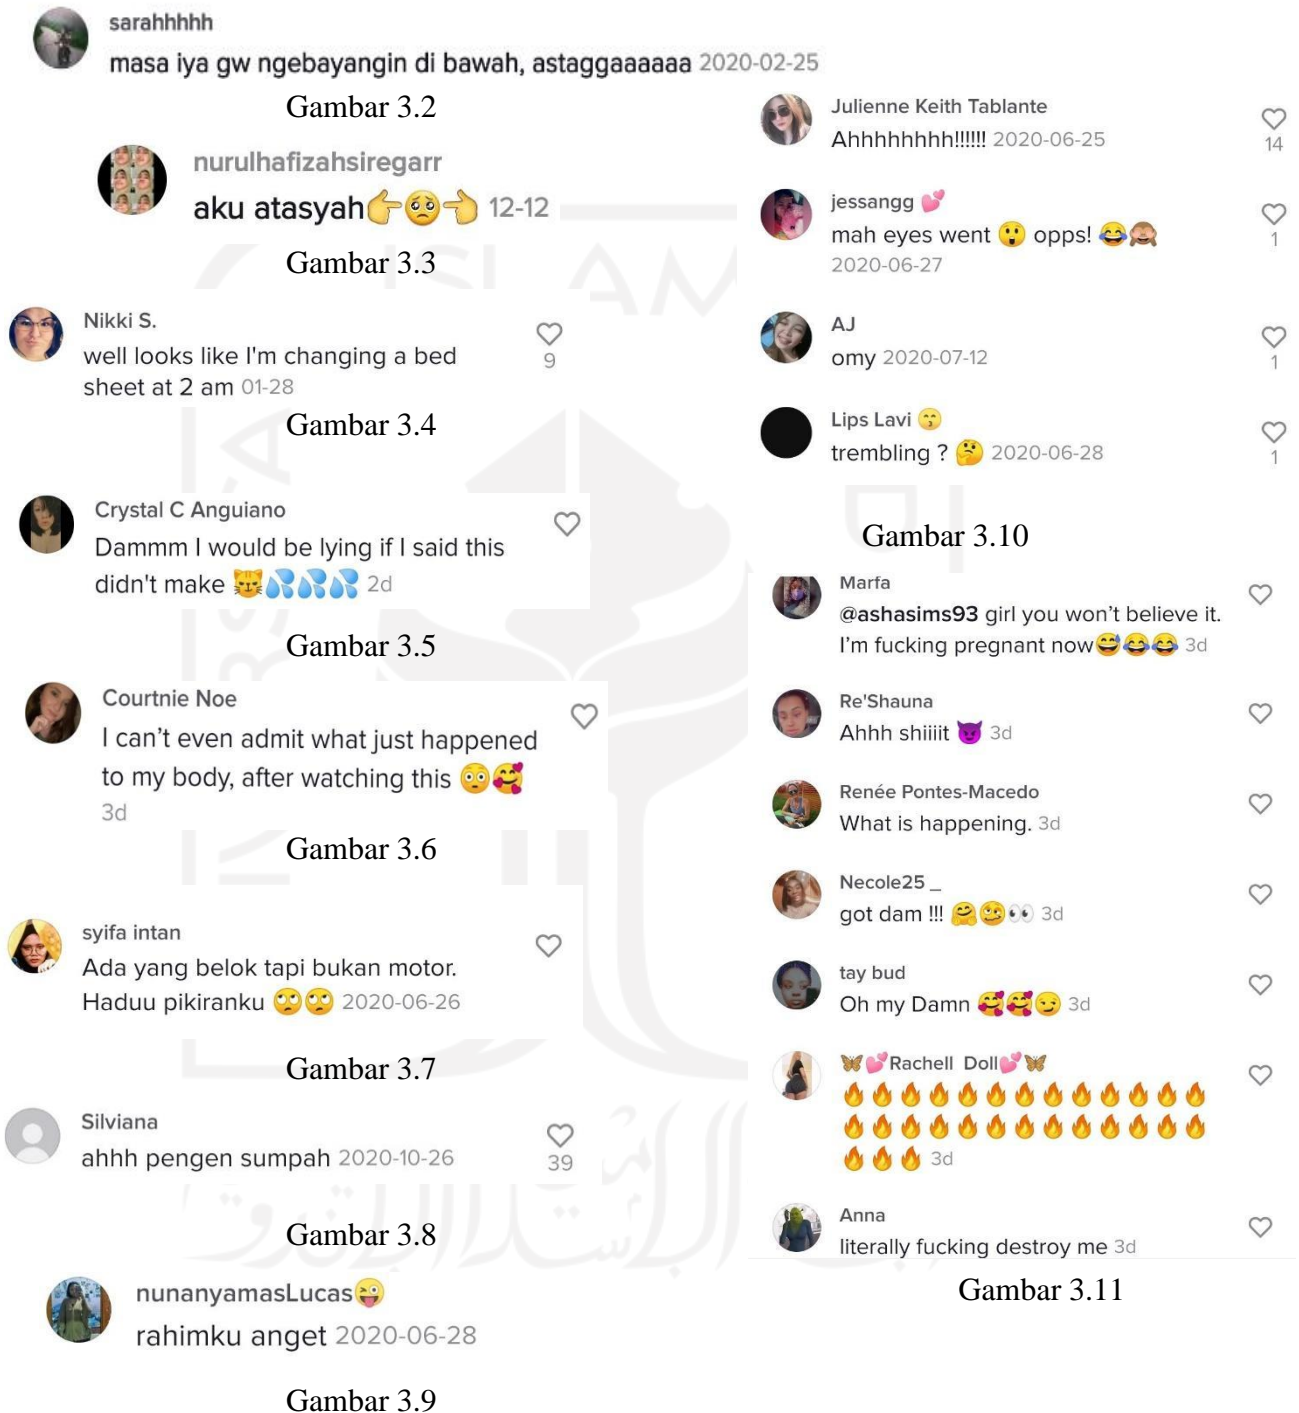 sarahhhhh
masa iya gw ngebayangin di bawah, astaggaaaaaa 2020-02-25
Gambar 3.2
nurulhafizahsiregarr
aku atasyah👉🥺👈 12-12
Gambar 3.3
Nikki S.
well looks like I'm changing a bed
sheet at 2 am 01-28
9
Gambar 3.4
Crystal C Anguiano
Dammm I would be lying if I said this
didn't make 😼💦💦💦 2d
Gambar 3.5
Courtnie Noe
I can't even admit what just happened
to my body, after watching this 😳🥰
3d
Gambar 3.6
syifa intan
Ada yang belok tapi bukan motor.
Haduu pikiranku 🙄🙄 2020-06-26
Gambar 3.7
Silviana
ahhh pengen sumpah 2020-10-26
39
Gambar 3.8
nunanyamasLucas😜
rahimku anget 2020-06-28
Gambar 3.9
Julienne Keith Tablante
Ahhhhhhhh!!!!!! 2020-06-25
14
jessangg 💕
mah eyes went 😲 opps! 😂🙈
2020-06-27
1
AJ
omy 2020-07-12
1
Lips Lavi 😙
trembling ? 🤔 2020-06-28
1
Gambar 3.10
Marfa
@ashasims93 girl you won't believe it.
I'm fucking pregnant now😅😂😂 3d
Re'Shauna
Ahhh shiiiit 😈 3d
Renée Pontes-Macedo
What is happening. 3d
Necole25 _
got dam !!! 🤗🥴👀 3d
tay bud
Oh my Damn 🥰🥰😏 3d
🦋💕Rachell Doll💕🦋
🔥🔥🔥🔥🔥🔥🔥🔥🔥🔥🔥🔥🔥
🔥🔥🔥🔥🔥🔥🔥🔥🔥🔥🔥🔥🔥
🔥🔥🔥 3d
Anna
literally fucking destroy me 3d
Gambar 3.11